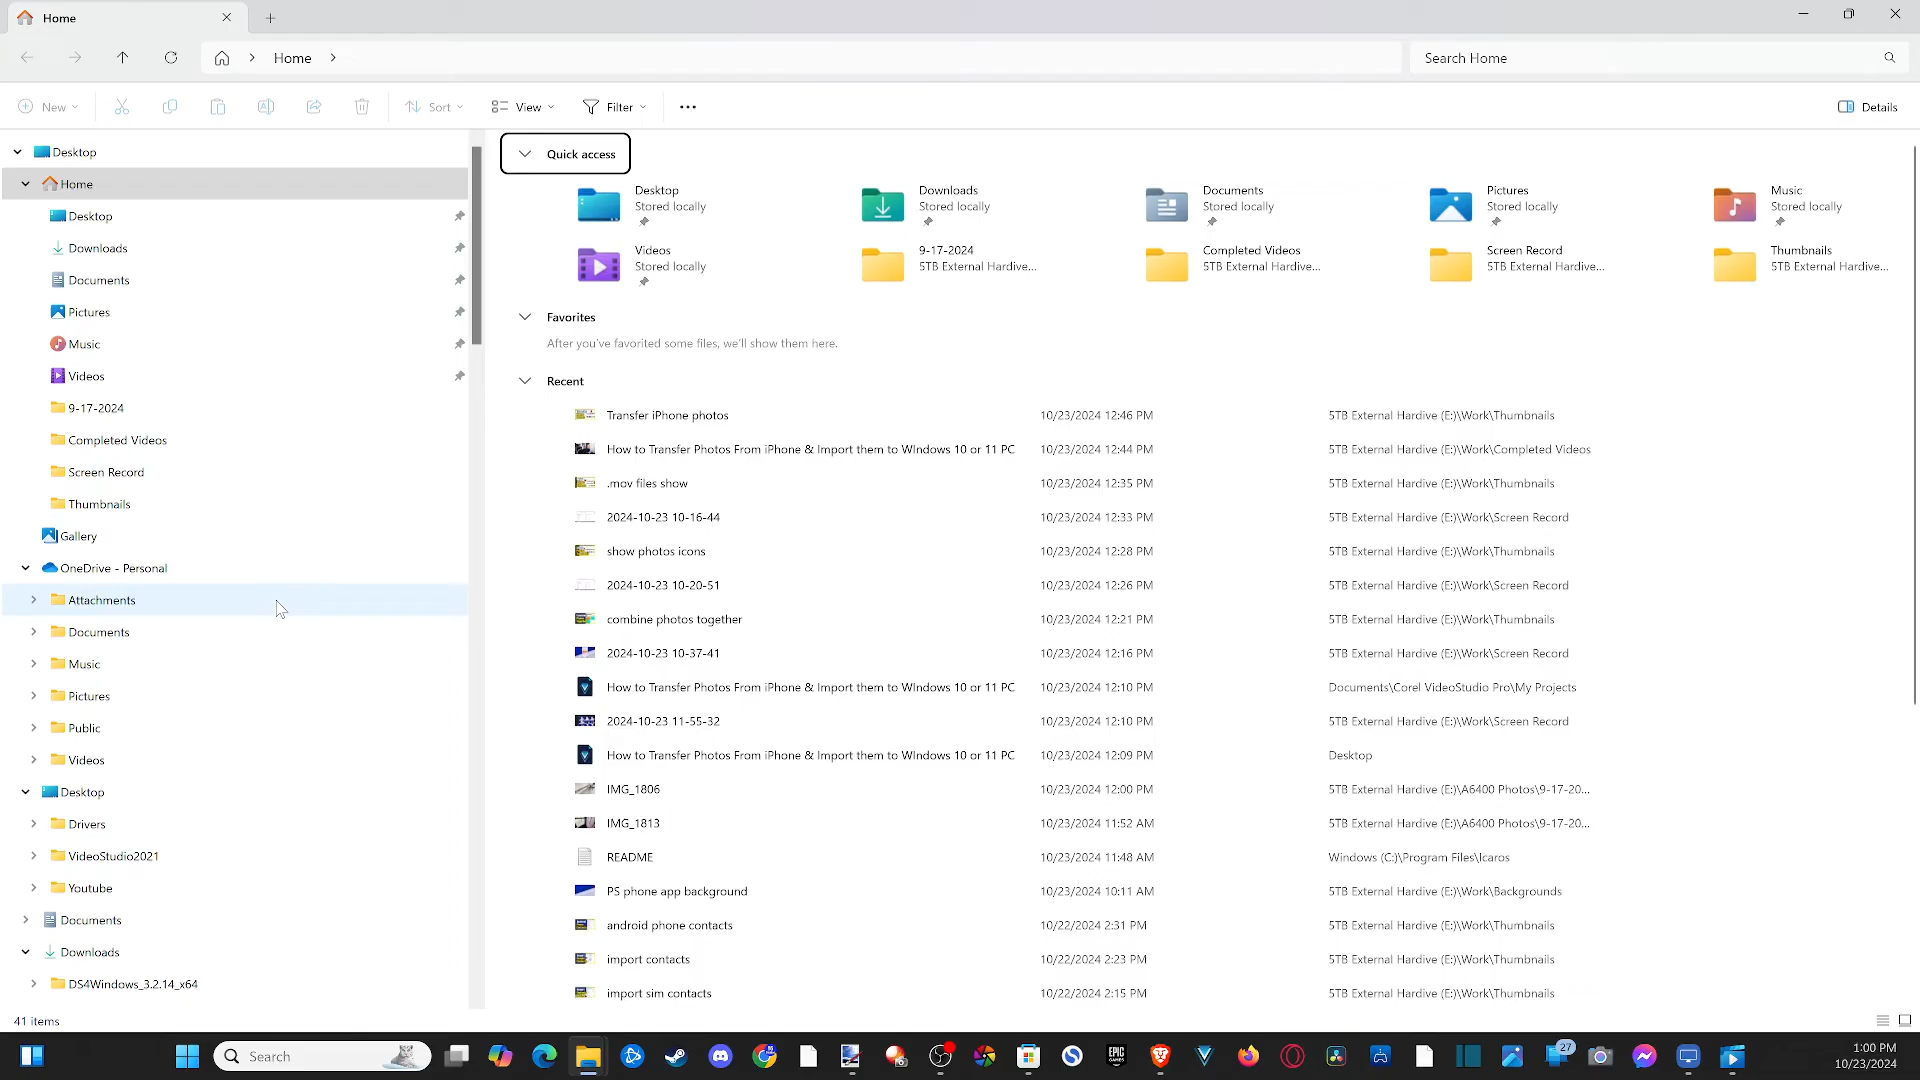 Home
Home
Search Home
New
Sort
View
Filter
Details
Desktop
Home
Desktop
Downloads
Documents
Pictures
Music
Videos
9-17-2024
Completed Videos
Screen Record
Thumbnails
Gallery
OneDrive - Personal
Attachments
Documents
Music
Pictures
Public
Videos
Desktop
Drivers
VideoStudio2021
Youtube
Documents
Downloads
DS4Windows_3.2.14_x64
41 items
Quick access
Desktop
Stored locally
Downloads
Stored locally
Documents
Stored locally
Pictures
Stored locally
Music
Stored locally
Videos
Stored locally
9-17-2024
5TB External Hardive...
Completed Videos
5TB External Hardive...
Screen Record
5TB External Hardive...
Thumbnails
5TB External Hardive...
Favorites
After you've favorited some files, we'll show them here.
Recent
Transfer iPhone photos 10/23/2024 12:46 PM 5TB External Hardive (E:)\Work\Thumbnails
How to Transfer Photos From iPhone & Import them to WIndows 10 or 11 PC 10/23/2024 12:44 PM 5TB External Hardive (E:)\Work\Completed Videos
.mov files show 10/23/2024 12:35 PM 5TB External Hardive (E:)\Work\Thumbnails
2024-10-23 10-16-44 10/23/2024 12:33 PM 5TB External Hardive (E:)\Work\Screen Record
show photos icons 10/23/2024 12:28 PM 5TB External Hardive (E:)\Work\Thumbnails
2024-10-23 10-20-51 10/23/2024 12:26 PM 5TB External Hardive (E:)\Work\Screen Record
combine photos together 10/23/2024 12:21 PM 5TB External Hardive (E:)\Work\Thumbnails
2024-10-23 10-37-41 10/23/2024 12:16 PM 5TB External Hardive (E:)\Work\Screen Record
How to Transfer Photos From iPhone & Import them to WIndows 10 or 11 PC 10/23/2024 12:10 PM Documents\Corel VideoStudio Pro\My Projects
2024-10-23 11-55-32 10/23/2024 12:10 PM 5TB External Hardive (E:)\Work\Screen Record
How to Transfer Photos From iPhone & Import them to WIndows 10 or 11 PC 10/23/2024 12:09 PM Desktop
IMG_1806 10/23/2024 12:00 PM 5TB External Hardive (E:)\A6400 Photos\9-17-20...
IMG_1813 10/23/2024 11:52 AM 5TB External Hardive (E:)\A6400 Photos\9-17-20...
README 10/23/2024 11:48 AM Windows (C:)\Program Files\Icaros
PS phone app background 10/23/2024 10:11 AM 5TB External Hardive (E:)\Work\Backgrounds
android phone contacts 10/22/2024 2:31 PM 5TB External Hardive (E:)\Work\Thumbnails
import contacts 10/22/2024 2:23 PM 5TB External Hardive (E:)\Work\Thumbnails
import sim contacts 10/22/2024 2:15 PM 5TB External Hardive (E:)\Work\Thumbnails
Search
EPIC
GAMES
27
1:00 PM
10/23/2024